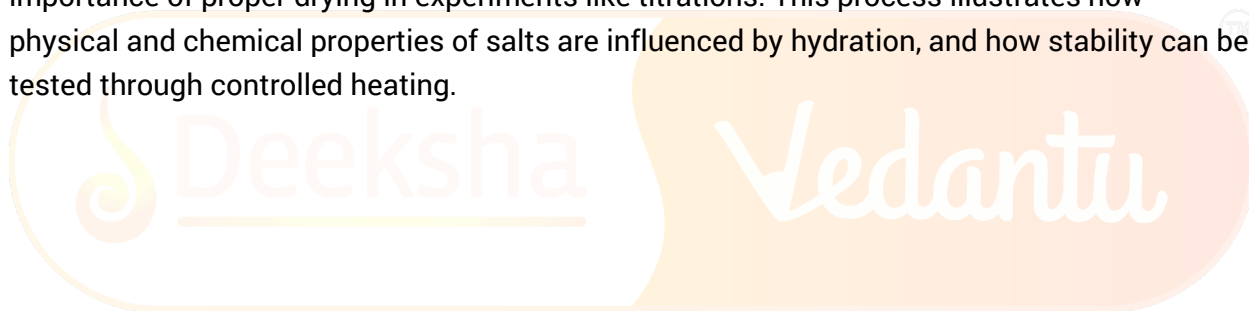 importance of proper drying in experiments like titrations. This process illustrates how
physical and chemical properties of salts are influenced by hydration, and how stability can be
tested through controlled heating.
Deeksha Vedantu
TM